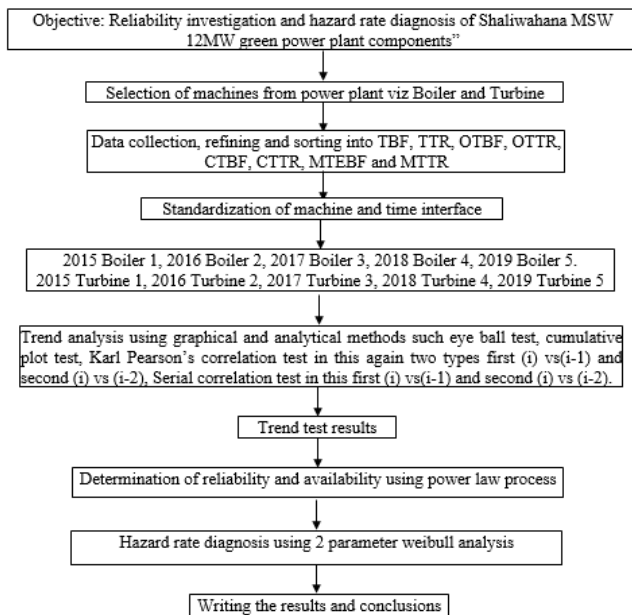 Objective: Reliability investigation and hazard rate diagnosis of Shaliwahana MSW
12MW green power plant components”
Selection of machines from power plant viz Boiler and Turbine
Data collection, refining and sorting into TBF, TTR, OTBF, OTTR,
CTBF, CTTR, MTEBF and MTTR
Standardization of machine and time interface
2015 Boiler 1, 2016 Boiler 2, 2017 Boiler 3, 2018 Boiler 4, 2019 Boiler 5.
2015 Turbine 1, 2016 Turbine 2, 2017 Turbine 3, 2018 Turbine 4, 2019 Turbine 5
Trend analysis using graphical and analytical methods such eye ball test, cumulative
plot test, Karl Pearson’s correlation test in this again two types first (i) vs(i-1) and
second (i) vs (i-2), Serial correlation test in this first (i) vs(i-1) and second (i) vs (i-2).
Trend test results
Determination of reliability and availability using power law process
Hazard rate diagnosis using 2 parameter weibull analysis
Writing the results and conclusions